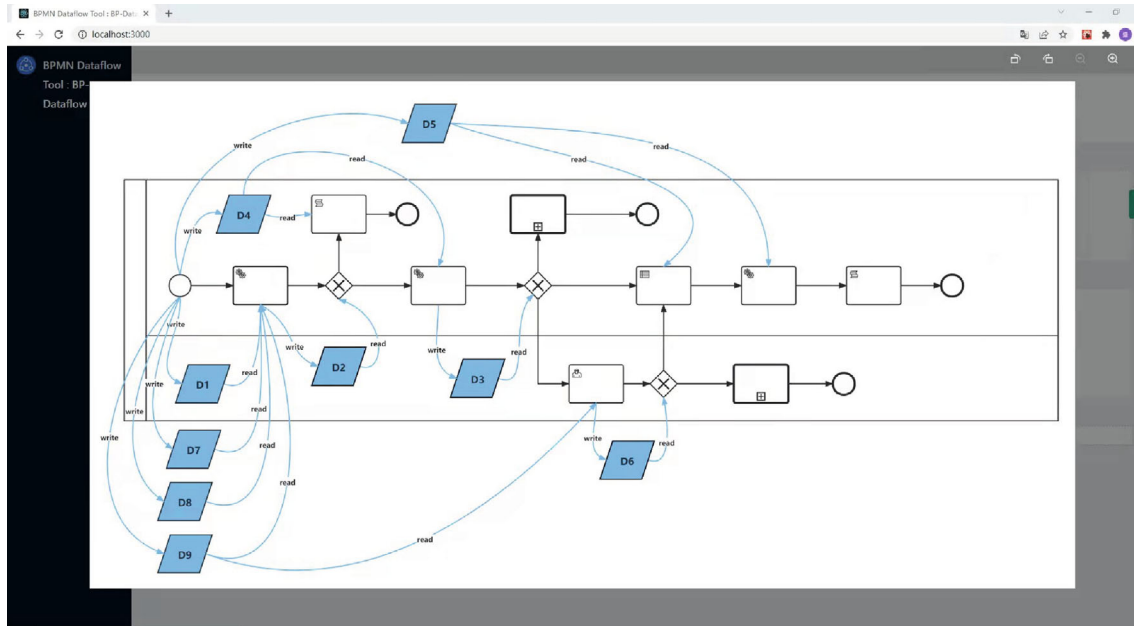 BPMN Dataflow Tool : BP-Dat
localhost:3000
BPMN Dataflow
Tool : BP-
Dataflow
D5
write
read
read
read
D4
read
write
write
write
read
read
D2
write
read
D1
read
D3
write
read
write
D7
read
write
read
D6
write
read
D8
D9
read